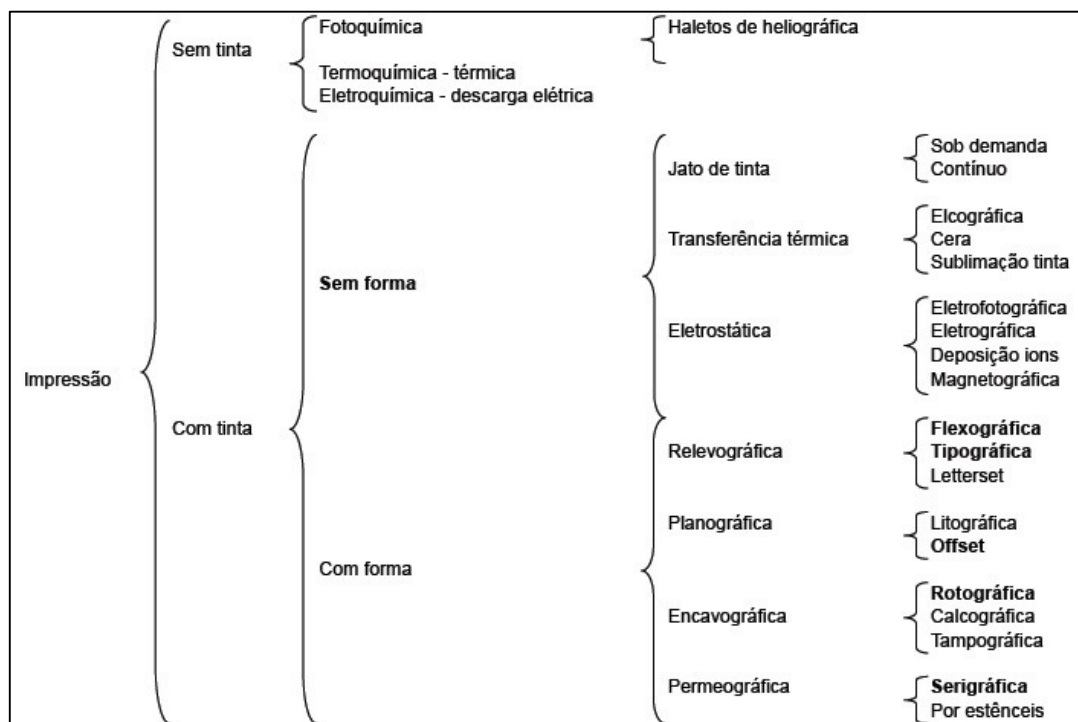 Impressão
Sem tinta
Fotoquímica
Haletos de heliográfica
Termoquímica - térmica
Eletroquímica - descarga elétrica
Com tinta
Sem forma
Jato de tinta
Sob demanda
Contínuo
Transferência térmica
Elcográfica
Cera
Sublimação tinta
Eletrostática
Eletrofotográfica
Eletrográfica
Deposição ions
Magnetográfica
Com forma
Relevográfica
Flexográfica
Tipográfica
Letterset
Planográfica
Litográfica
Offset
Encavográfica
Rotográfica
Calcográfica
Tampográfica
Permeográfica
Serigráfica
Por estênceis